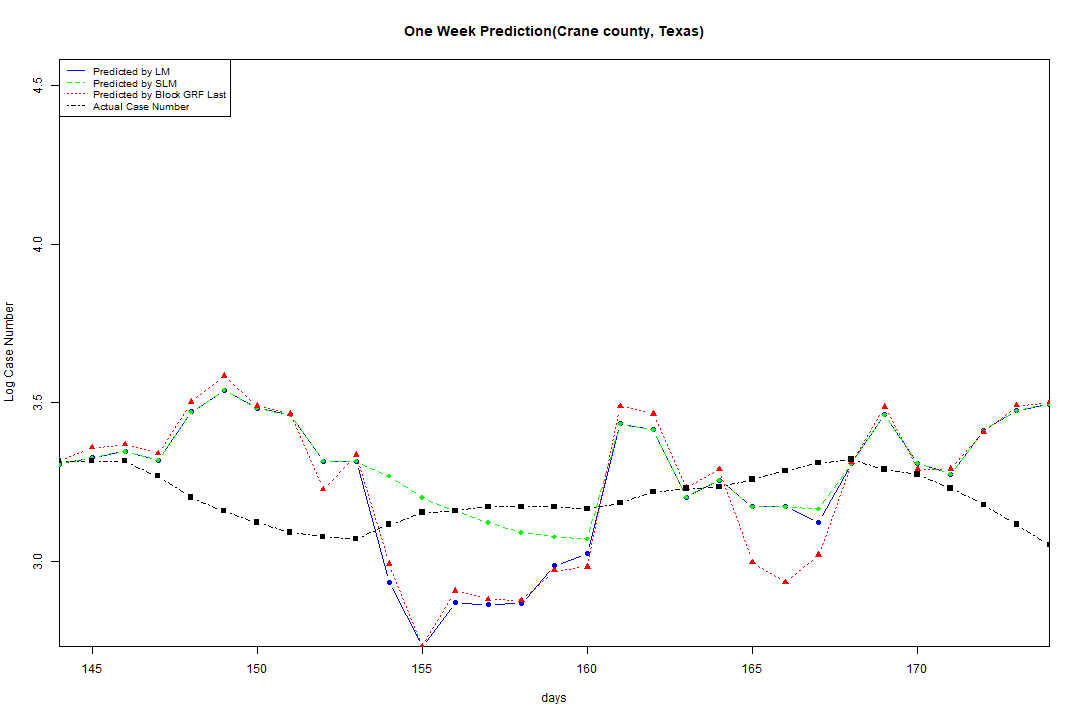 One Week Prediction(Crane county, Texas)
Predicted by LM
Predicted by SLM
Predicted by Block GRF Last
Actual Case Number
4.5
4.0
3.5
3.0
Log Case Number
145 150 155 160 165 170
days